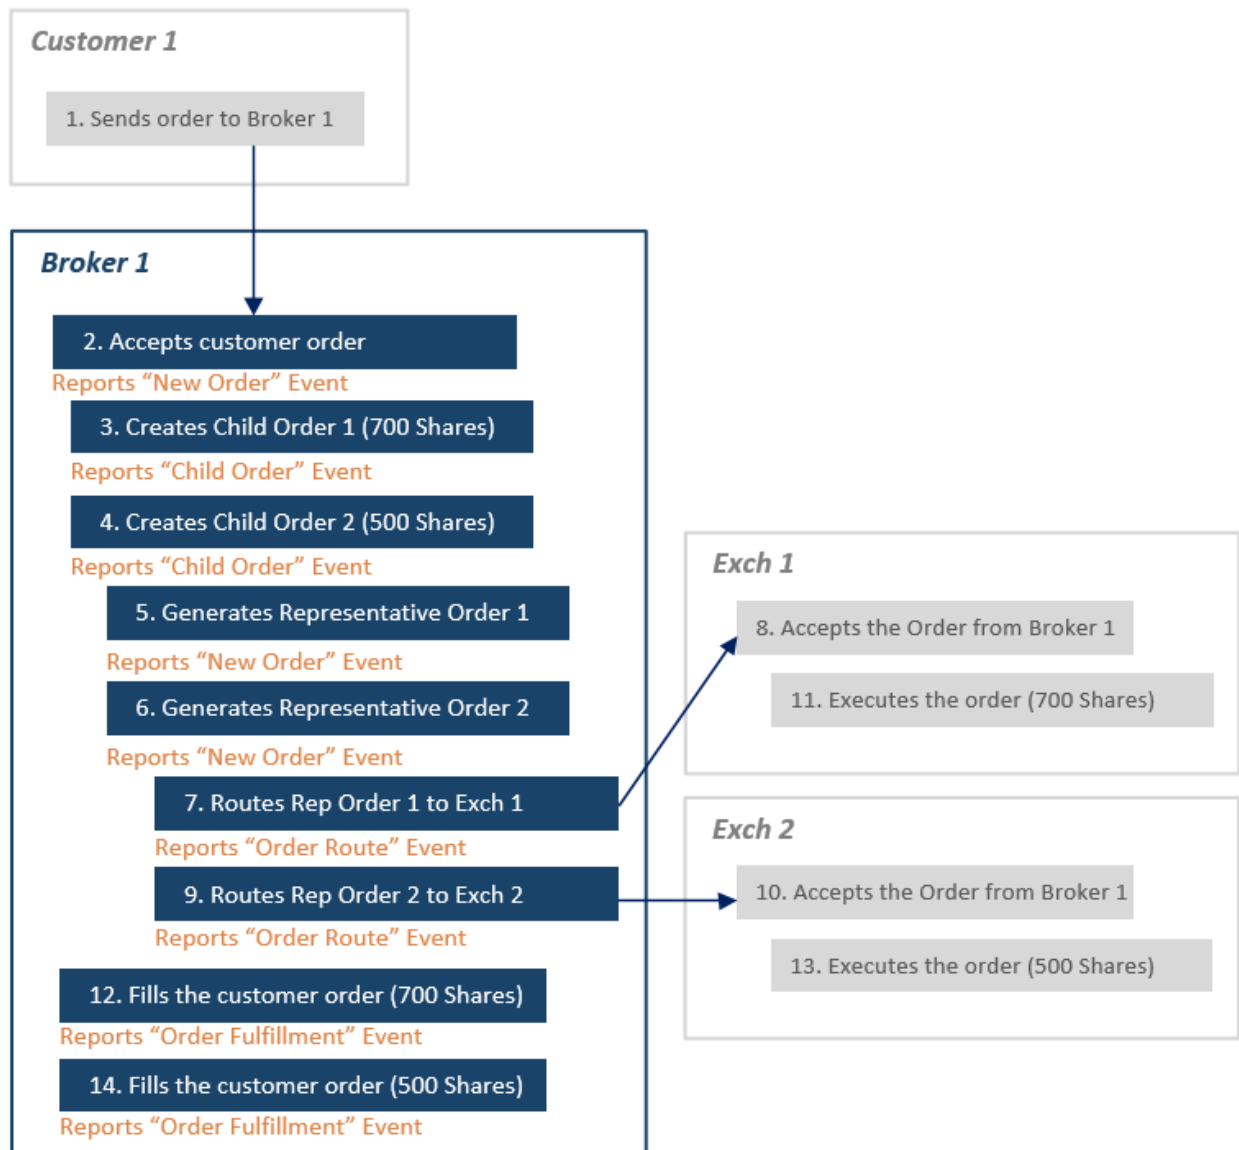 Customer 1
1. Sends order to Broker 1
Broker 1
2. Accepts customer order
Reports “New Order” Event
3. Creates Child Order 1 (700 Shares)
Reports “Child Order” Event
4. Creates Child Order 2 (500 Shares)
Reports “Child Order” Event
5. Generates Representative Order 1
Reports “New Order” Event
6. Generates Representative Order 2
Reports “New Order” Event
7. Routes Rep Order 1 to Exch 1
Reports “Order Route” Event
9. Routes Rep Order 2 to Exch 2
Reports “Order Route” Event
12. Fills the customer order (700 Shares)
Reports “Order Fulfillment” Event
14. Fills the customer order (500 Shares)
Reports “Order Fulfillment” Event
Exch 1
8. Accepts the Order from Broker 1
11. Executes the order (700 Shares)
Exch 2
10. Accepts the Order from Broker 1
13. Executes the order (500 Shares)